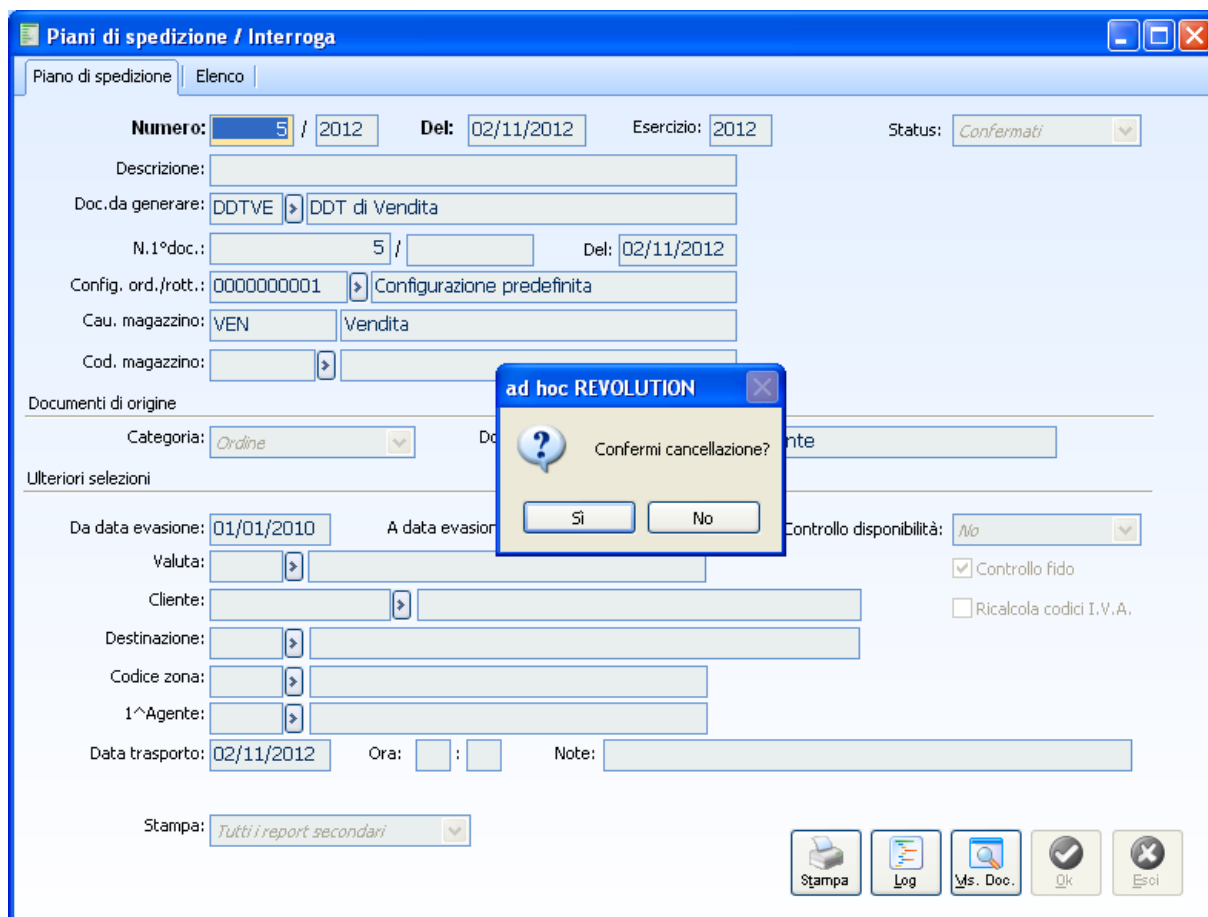 Piani di spedizione / Interroga
Piano di spedizione Elenco
Numero: 5 / 2012 Del: 02/11/2012 Esercizio: 2012 Status: Confermati
Descrizione:
Doc.da generare: DDTVE DDT di Vendita
N.1°doc.: 5 / Del: 02/11/2012
Config. ord./rott.: 0000000001 Configurazione predefinita
Cau. magazzino: VEN Vendita
Cod. magazzino:
ad hoc REVOLUTION
Documenti di origine
Categoria: Ordine Do nte
Confermi cancellazione?
Ulteriori selezioni
Sì No
Da data evasione: 01/01/2010 A data evasion Controllo disponibilità: No
Valuta: Controllo fido
Cliente: Ricalcola codici I.V.A.
Destinazione:
Codice zona:
1^Agente:
Data trasporto: 02/11/2012 Ora: : Note:
Stampa: Tutti i report secondari
Stampa Log Vis. Doc. Ok Esci